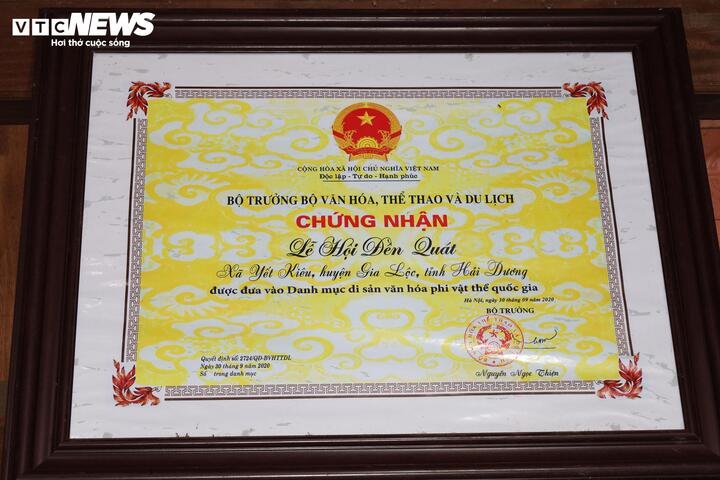 VTC NEWS
Hơi thở cuộc sống
CỘNG HÒA XÃ HỘI CHỦ NGHĨA VIỆT NAM
Độc lập - Tự do - Hạnh phúc
BỘ TRƯỞNG BỘ VĂN HÓA, THỂ THAO VÀ DU LỊCH
CHỨNG NHẬN
Lễ Hội Đền Quát
Xã Yết Kiêu, huyện Gia Lộc, tỉnh Hải Dương
được đưa vào Danh mục di sản văn hóa phi vật thể quốc gia
Hà Nội, ngày 30 tháng 09 năm 2020
BỘ TRƯỞNG
Quyết định số: 2724/QĐ-BVHTTDL
Ngày 30 tháng 9 năm 2020
Số trong danh mục
Nguyễn Ngọc Thiện